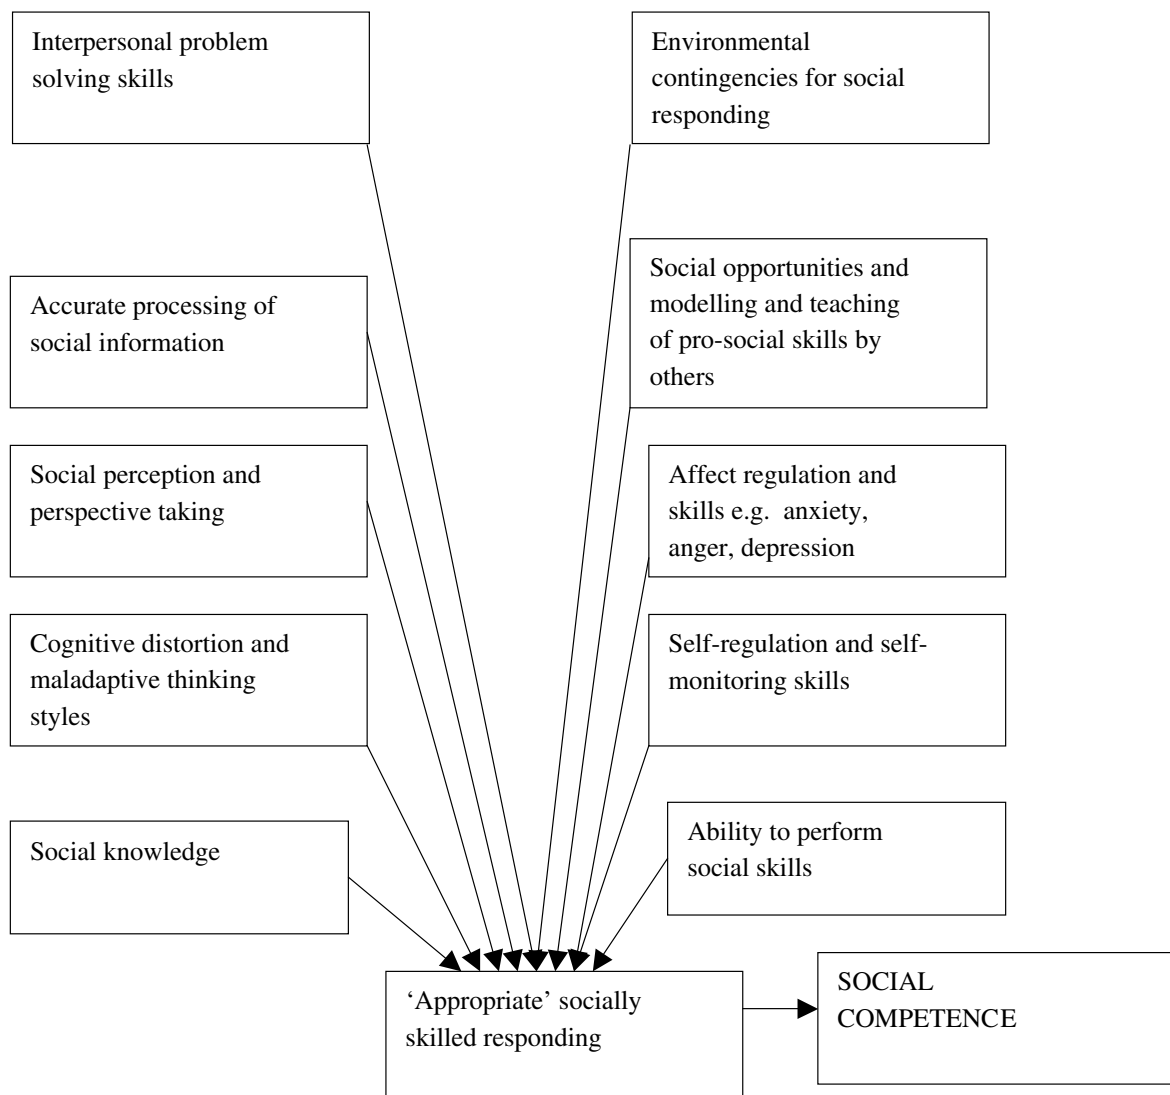 Interpersonal problem
solving skills
Environmental
contingencies for social
responding
Accurate processing of
social information
Social opportunities and
modelling and teaching
of pro-social skills by
others
Social perception and
perspective taking
Affect regulation and
skills e.g.  anxiety,
anger, depression
Cognitive distortion and
maladaptive thinking
styles
Self-regulation and self-
monitoring skills
Social knowledge
Ability to perform
social skills
‘Appropriate’ socially
skilled responding
SOCIAL
COMPETENCE